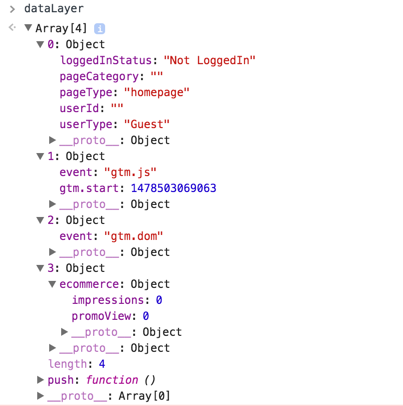 > dataLayer
Array[4] i
0: Object
loggedInStatus: "Not LoggedIn"
pageCategory: ""
pageType: "homepage"
userId: ""
userType: "Guest"
__proto__: Object
1: Object
event: "gtm.js"
gtm.start: 1478503069063
__proto__: Object
2: Object
event: "gtm.dom"
__proto__: Object
3: Object
ecommerce: Object
impressions: 0
promoView: 0
__proto__: Object
__proto__: Object
length: 4
push: function ()
__proto__: Array[0]